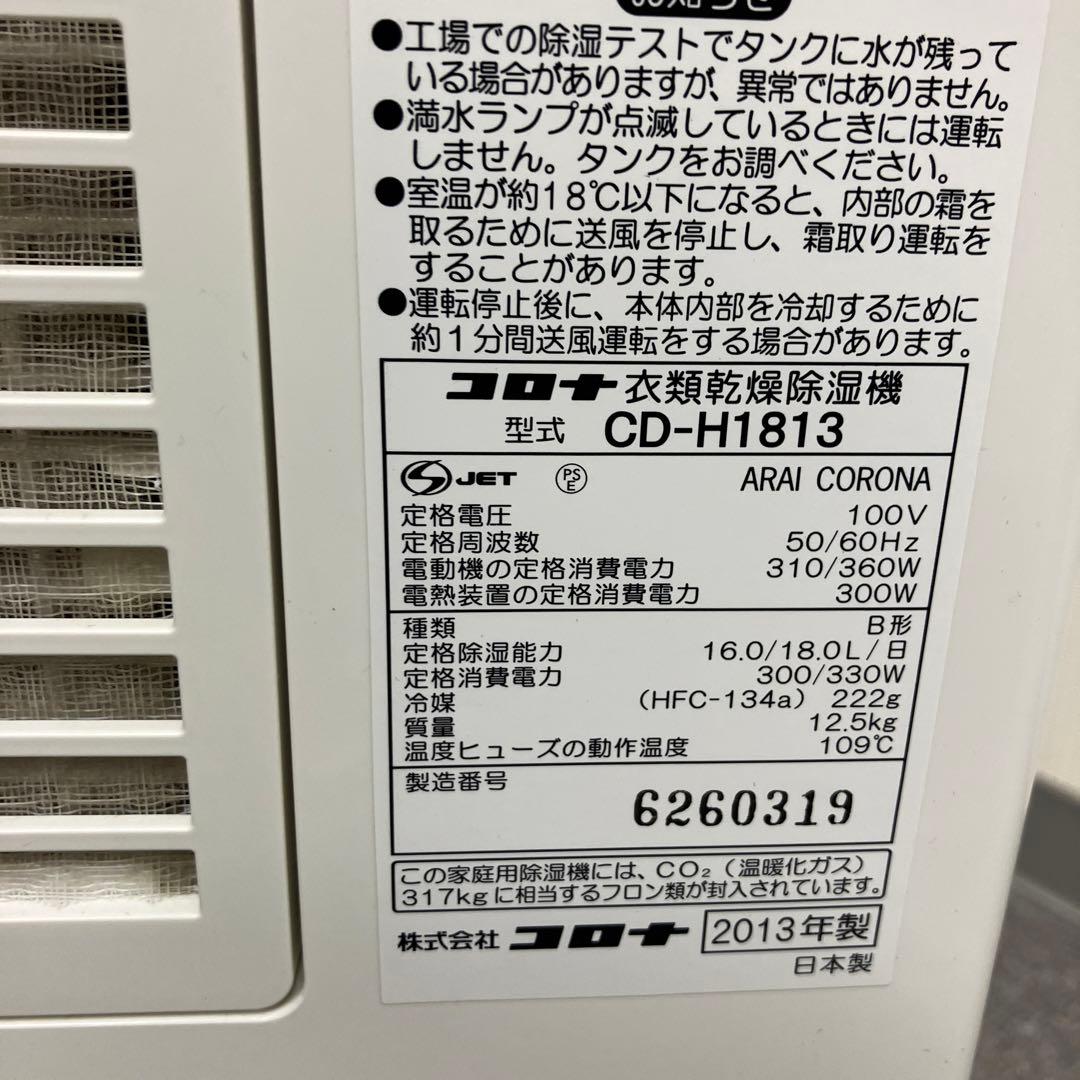 お知らせ
●工場での除湿テストでタンクに水が残って
いる場合がありますが、異常ではありません。
●満水ランプが点滅しているときには運転
しません。タンクをお調べください。
●室温が約18℃以下になると、内部の霜を
取るために送風を停止し、霜取り運転を
することがあります。
●運転停止後に、本体内部を冷却するために
約1分間送風運転をする場合があります。
コロナ 衣類乾燥除湿機
型式 CD-H1813
JET PSE ARAI CORONA
定格電圧 100V
定格周波数 50/60Hz
電動機の定格消費電力 310/360W
電熱装置の定格消費電力 300W
種類 B形
定格除湿能力 16.0/18.0L/日
定格消費電力 300/330W
冷媒 (HFC-134a) 222g
質量 12.5kg
温度ヒューズの動作温度 109℃
製造番号
6260319
この家庭用除湿機には、CO₂(温暖化ガス)
317kgに相当するフロン類が封入されています。
株式会社 コロナ 2013年製
日本製